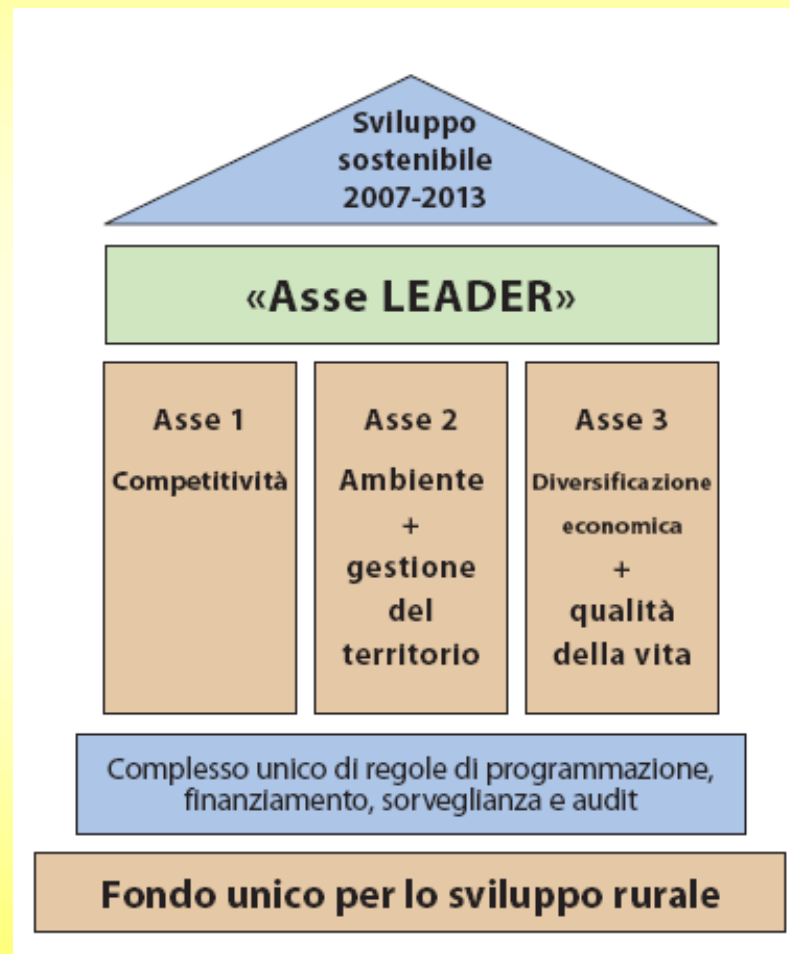 Sviluppo
sostenibile
2007-2013
«Asse LEADER»
Asse 1
Competitività
Asse 2
Ambiente
+
gestione
del
territorio
Asse 3
Diversificazione
economica
+
qualità
della vita
Complesso unico di regole di programmazione,
finanziamento, sorveglianza e audit
Fondo unico per lo sviluppo rurale